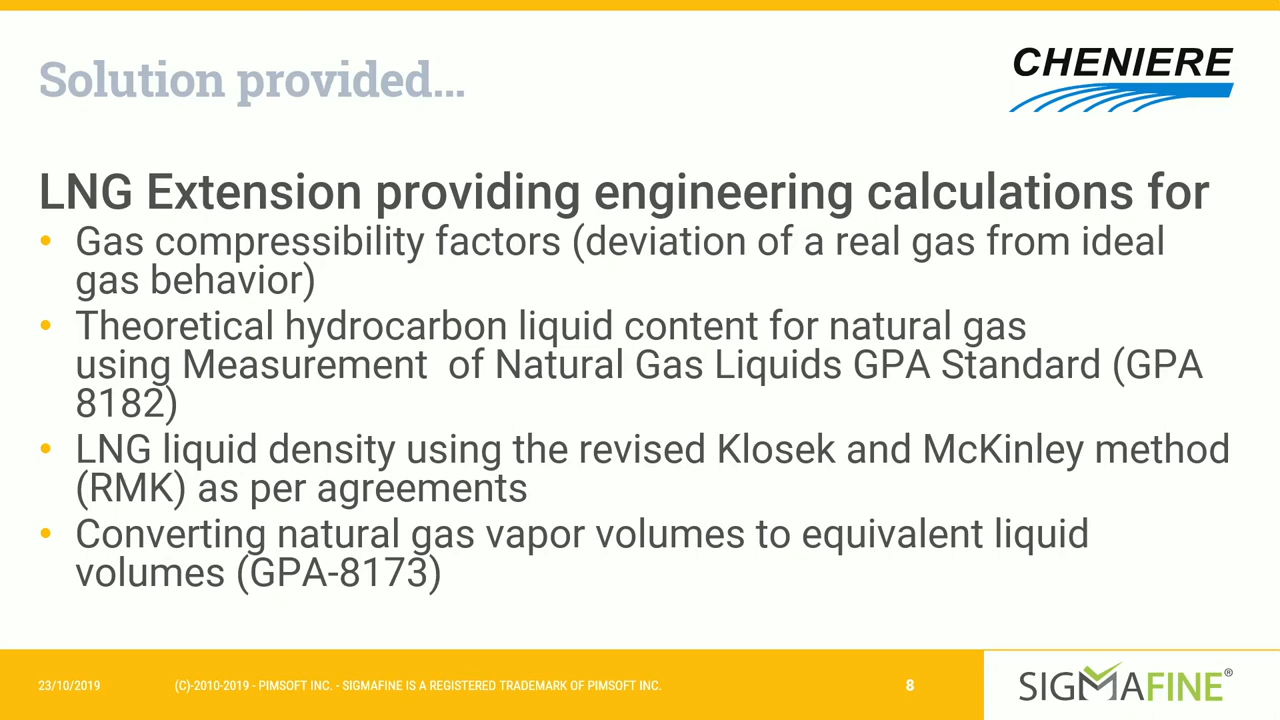 Solution provided...
CHENIERE
LNG Extension providing engineering calculations for
• Gas compressibility factors (deviation of a real gas from ideal
gas behavior)
• Theoretical hydrocarbon liquid content for natural gas
using Measurement  of Natural Gas Liquids GPA Standard (GPA
8182)
• LNG liquid density using the revised Klosek and McKinley method
(RMK) as per agreements
• Converting natural gas vapor volumes to equivalent liquid
volumes (GPA-8173)
23/10/2019
(C)-2010-2019 - PIMSOFT INC. - SIGMAFINE IS A REGISTERED TRADEMARK OF PIMSOFT INC.
8
SIGMAFINE®